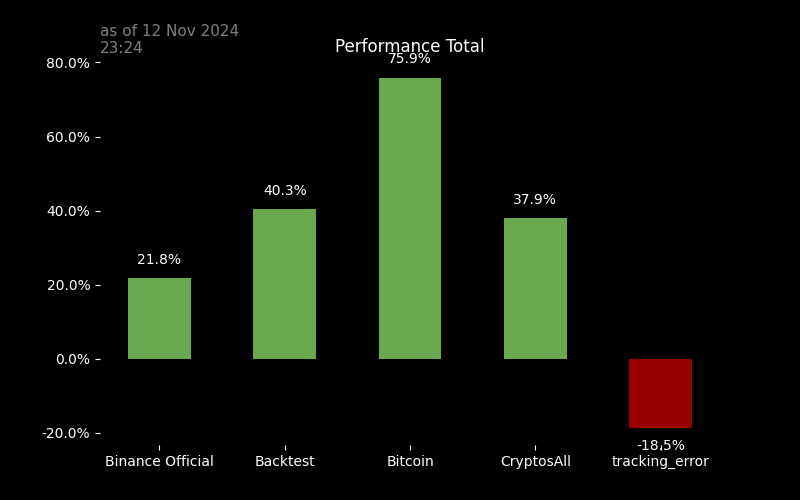 as of 12 Nov 2024
23:24
Performance Total
80.0%
75.9%
60.0%
40.3%
40.0%
37.9%
21.8%
20.0%
0.0%
-20.0%
-18.5%
Binance Official
Backtest
Bitcoin
CryptosAll
tracking_error